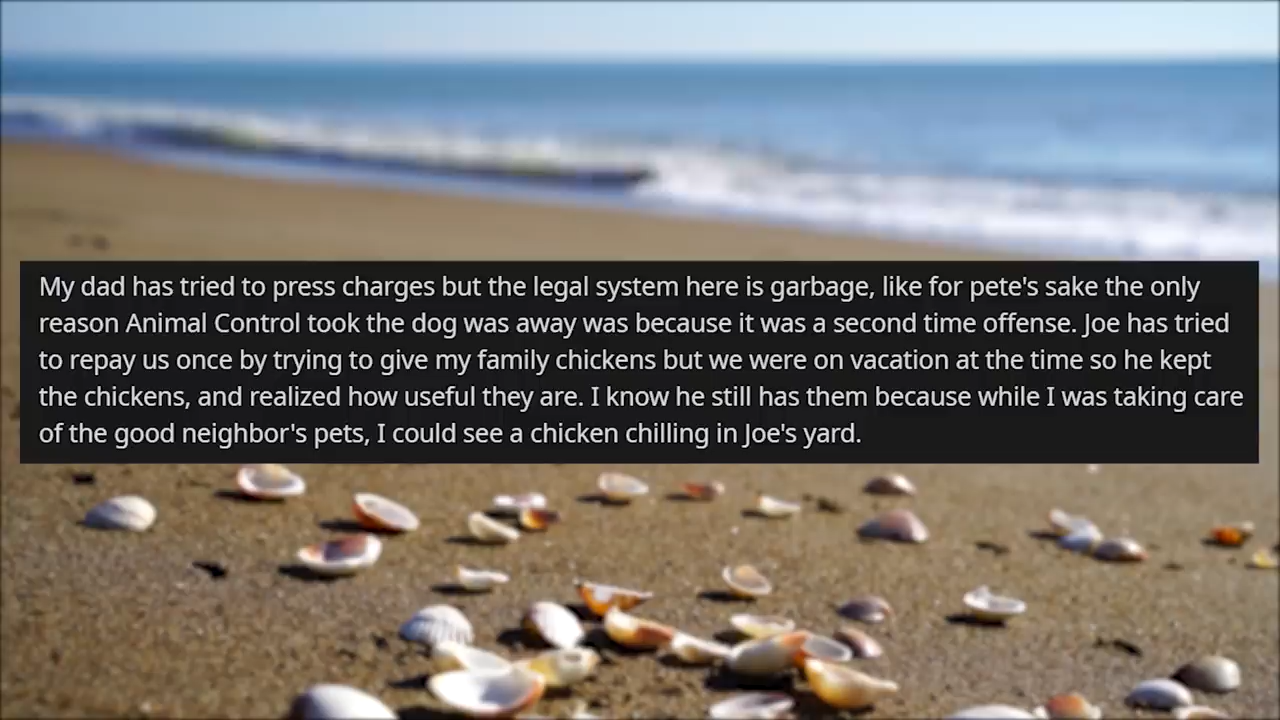 My dad has tried to press charges but the legal system here is garbage, like for pete's sake the only
reason Animal Control took the dog was away was because it was a second time offense. Joe has tried
to repay us once by trying to give my family chickens but we were on vacation at the time so he kept
the chickens, and realized how useful they are. I know he still has them because while I was taking care
of the good neighbor's pets, I could see a chicken chilling in Joe's yard.